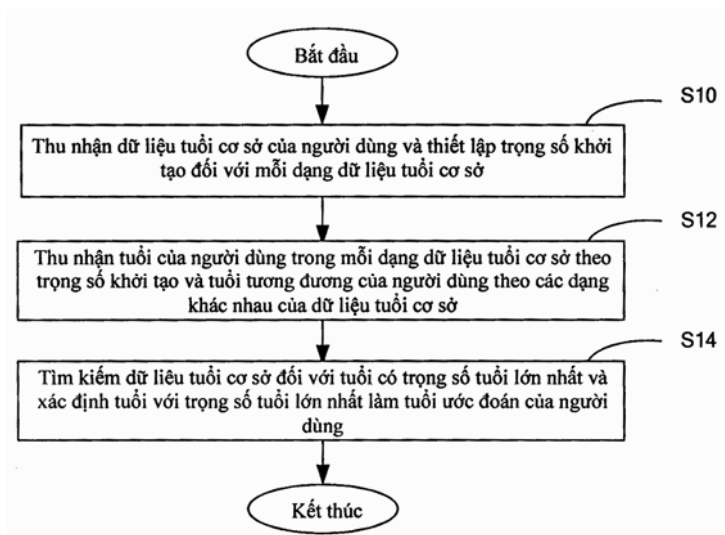 Bắt đầu
S10
Thu nhận dữ liệu tuổi cơ sở của người dùng và thiết lập trọng số khởi
tạo đối với mỗi dạng dữ liệu tuổi cơ sở
S12
Thu nhận tuổi của người dùng trong mỗi dạng dữ liệu tuổi cơ sở theo
trọng số khởi tạo và tuổi tương đương của người dùng theo các dạng
khác nhau của dữ liệu tuổi cơ sở
S14
Tìm kiếm dữ liêu tuổi cơ sở đối với tuổi có trọng số tuổi lớn nhất và
xác định tuổi với trọng số tuổi lớn nhất làm tuổi ước đoán của người
dùng
Kết thúc